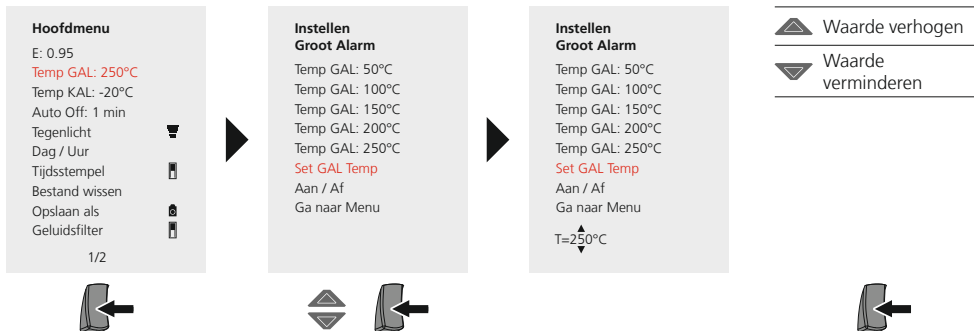 Hoofdmenu
E: 0.95
Temp GAL: 250°C
Temp KAL: -20°C
Auto Off: 1 min
Tegenlicht
Dag / Uur
Tijdsstempel
Bestand wissen
Opslaan als
Geluidsfilter
1/2
Instellen
Groot Alarm
Temp GAL: 50°C
Temp GAL: 100°C
Temp GAL: 150°C
Temp GAL: 200°C
Temp GAL: 250°C
Set GAL Temp
Aan / Af
Ga naar Menu
Instellen
Groot Alarm
Temp GAL: 50°C
Temp GAL: 100°C
Temp GAL: 150°C
Temp GAL: 200°C
Temp GAL: 250°C
Set GAL Temp
Aan / Af
Ga naar Menu
T=250°C
Waarde verhogen
Waarde
verminderen